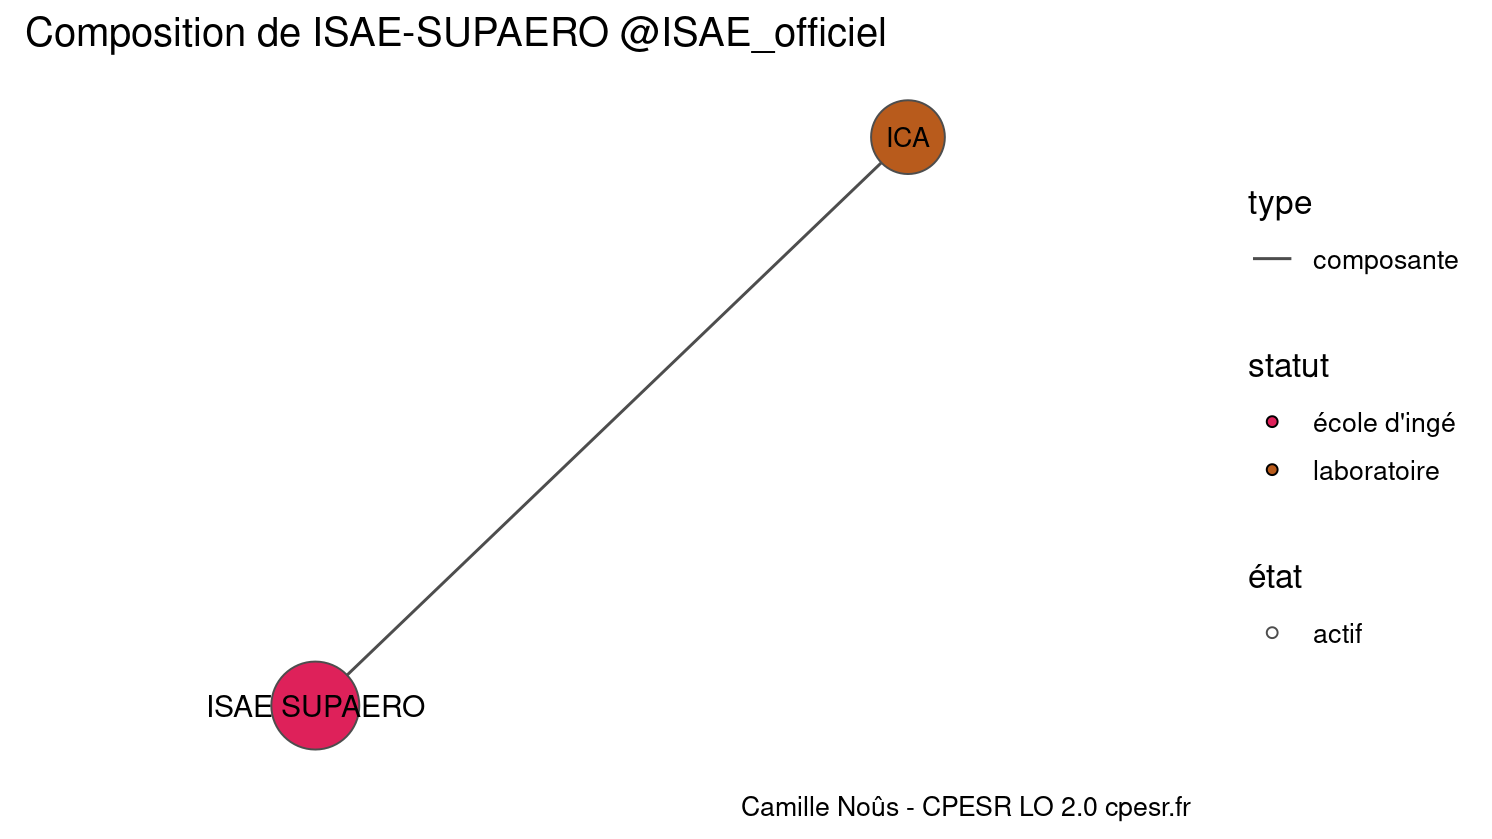 Composition de ISAE-SUPAERO @ISAE_officiel
ICA
ISAE SUPAERO
type
composante
statut
école d'ingé
laboratoire
état
actif
Camille Noûs - CPESR LO 2.0 cpesr.fr